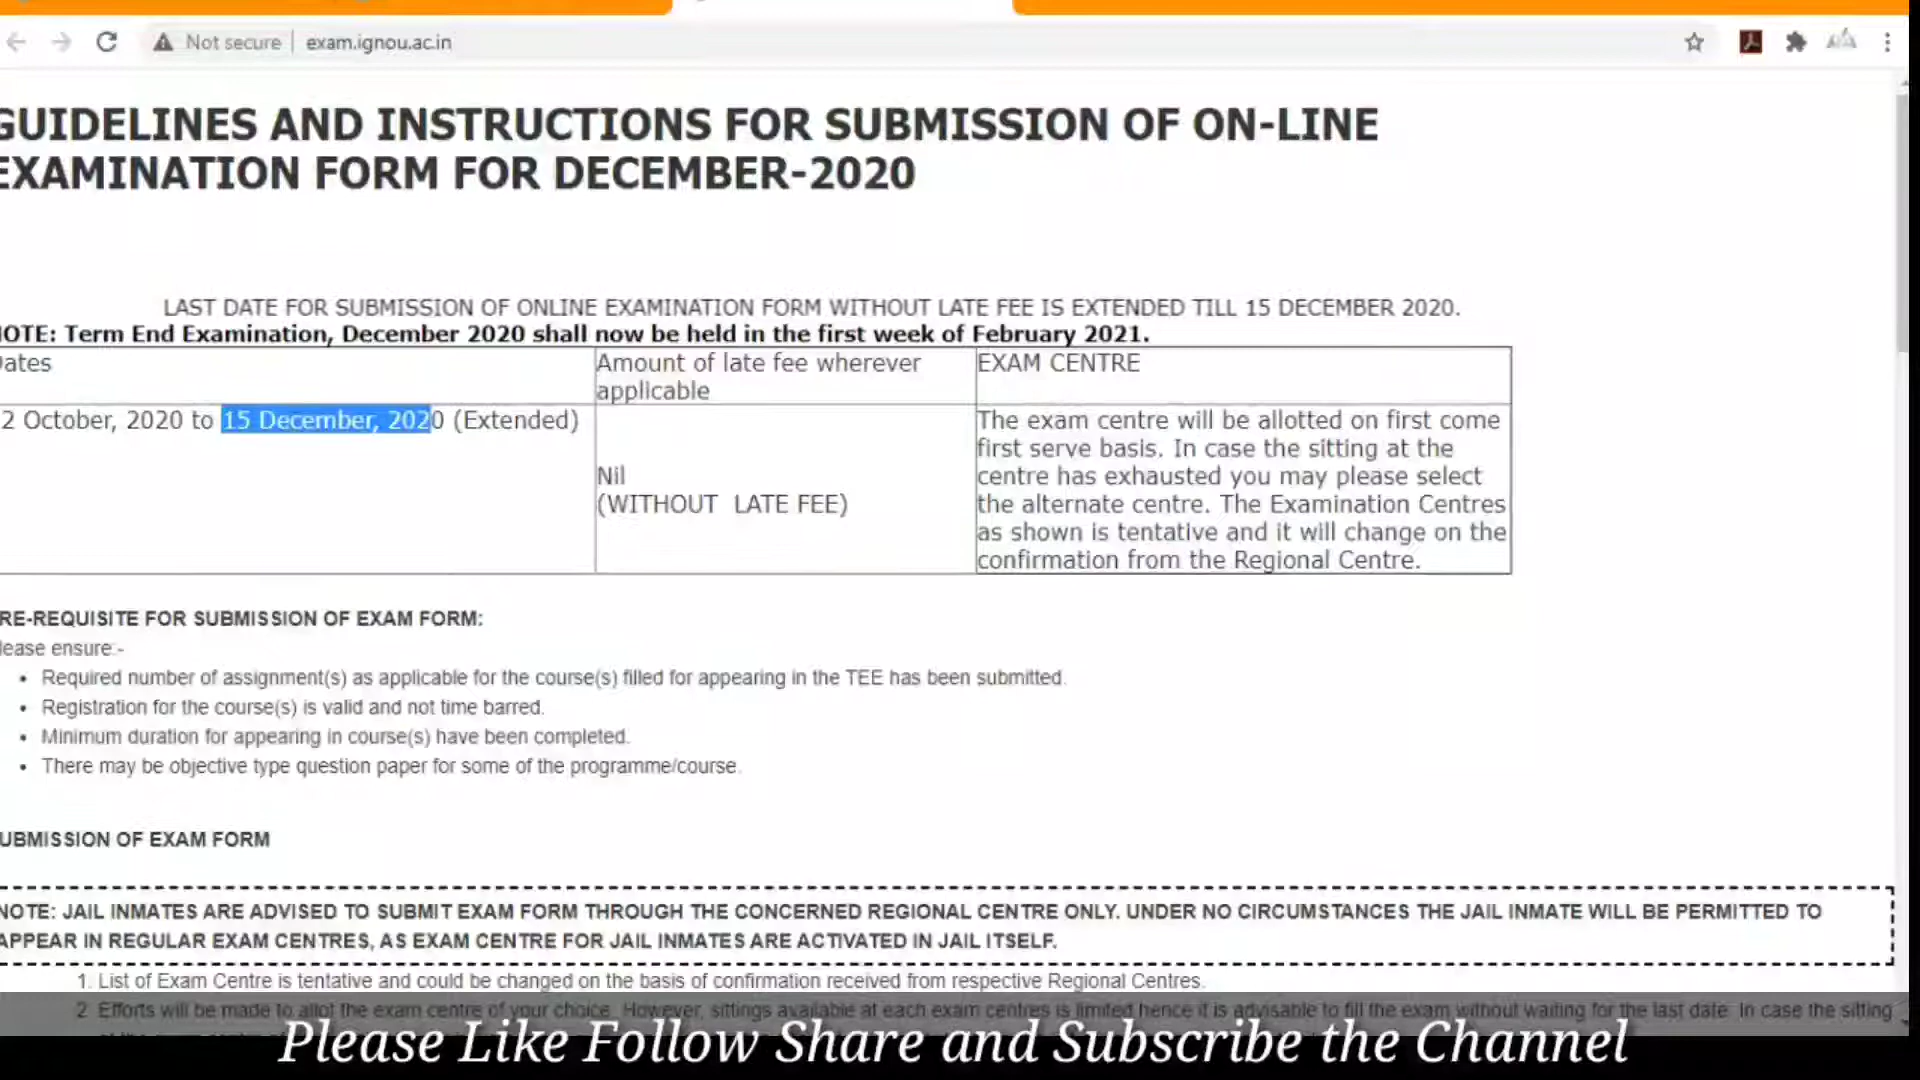 Not secure
exam.ignou.ac.in
GUIDELINES AND INSTRUCTIONS FOR SUBMISSION OF ON-LINE
EXAMINATION FORM FOR DECEMBER-2020
LAST DATE FOR SUBMISSION OF ONLINE EXAMINATION FORM WITHOUT LATE FEE IS EXTENDED TILL 15 DECEMBER 2020.
OTE: Term End Examination, December 2020 shall now be held in the first week of February 2021.
ates
Amount of late fee wherever
applicable
EXAM CENTRE
2 October, 2020 to 15 December, 2020 (Extended)
Nil
(WITHOUT LATE FEE)
The exam centre will be allotted on first come
first serve basis. In case the sitting at the
centre has exhausted you may please select
the alternate centre. The Examination Centres
as shown is tentative and it will change on the
confirmation from the Regional Centre.
RE-REQUISITE FOR SUBMISSION OF EXAM FORM:
lease ensure:-
• Required number of assignment(s) as applicable for the course(s) filled for appearing in the TEE has been submitted.
• Registration for the course(s) is valid and not time barred.
• Minimum duration for appearing in course(s) have been completed.
• There may be objective type question paper for some of the programme/course.
UBMISSION OF EXAM FORM
NOTE: JAIL INMATES ARE ADVISED TO SUBMIT EXAM FORM THROUGH THE CONCERNED REGIONAL CENTRE ONLY. UNDER NO CIRCUMSTANCES THE JAIL INMATE WILL BE PERMITTED TO
APPEAR IN REGULAR EXAM CENTRES, AS EXAM CENTRE FOR JAIL INMATES ARE ACTIVATED IN JAIL ITSELF.
1. List of Exam Centre is tentative and could be changed on the basis of confirmation received from respective Regional Centres.
2. Efforts will be made to allot the exam centre of your choice. However, sittings available at each exam centres is limited hence it is advisable to fill the exam without waiting for the last date. In case the sitting
Please Like Follow Share and Subscribe the Channel